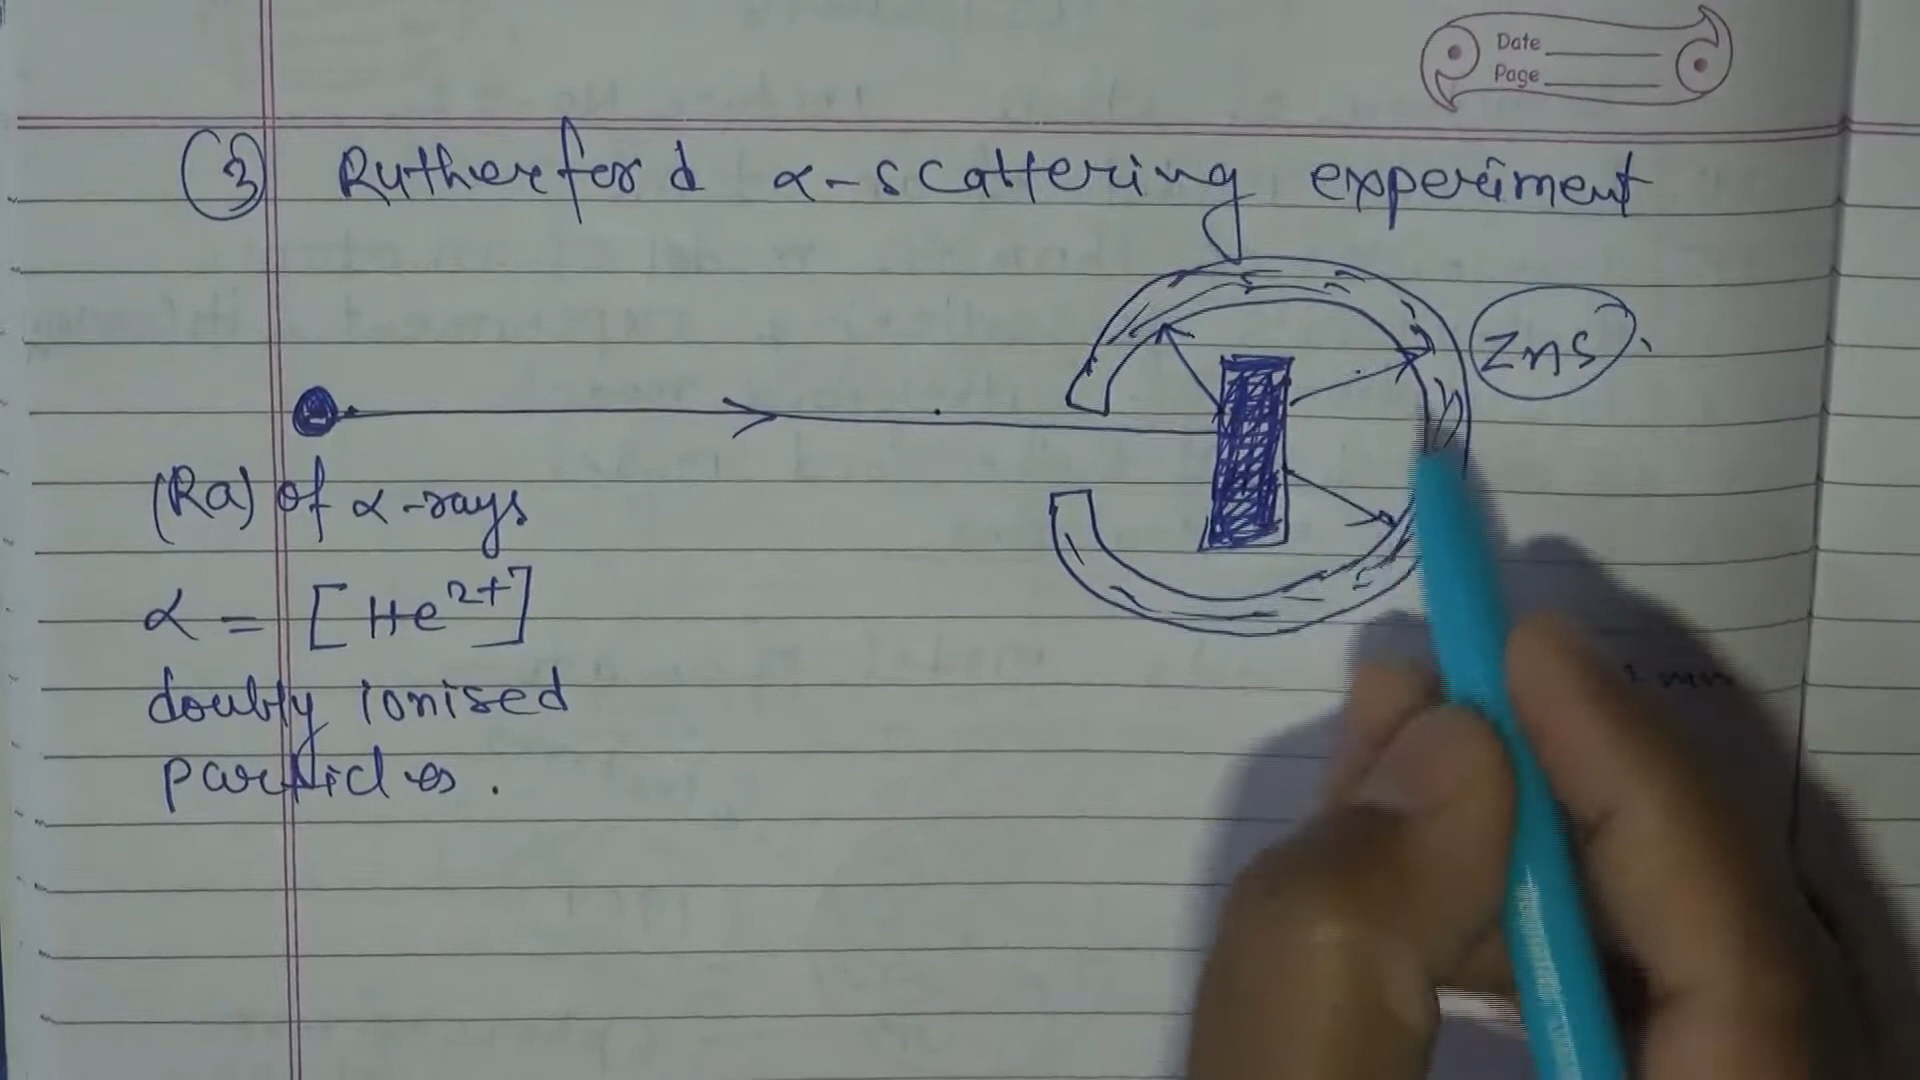 Date
Page
③ Rutherford α-scattering experiment
ZnS
(Ra) of α-rays
α = [He²⁺]
doubly ionised
particles.